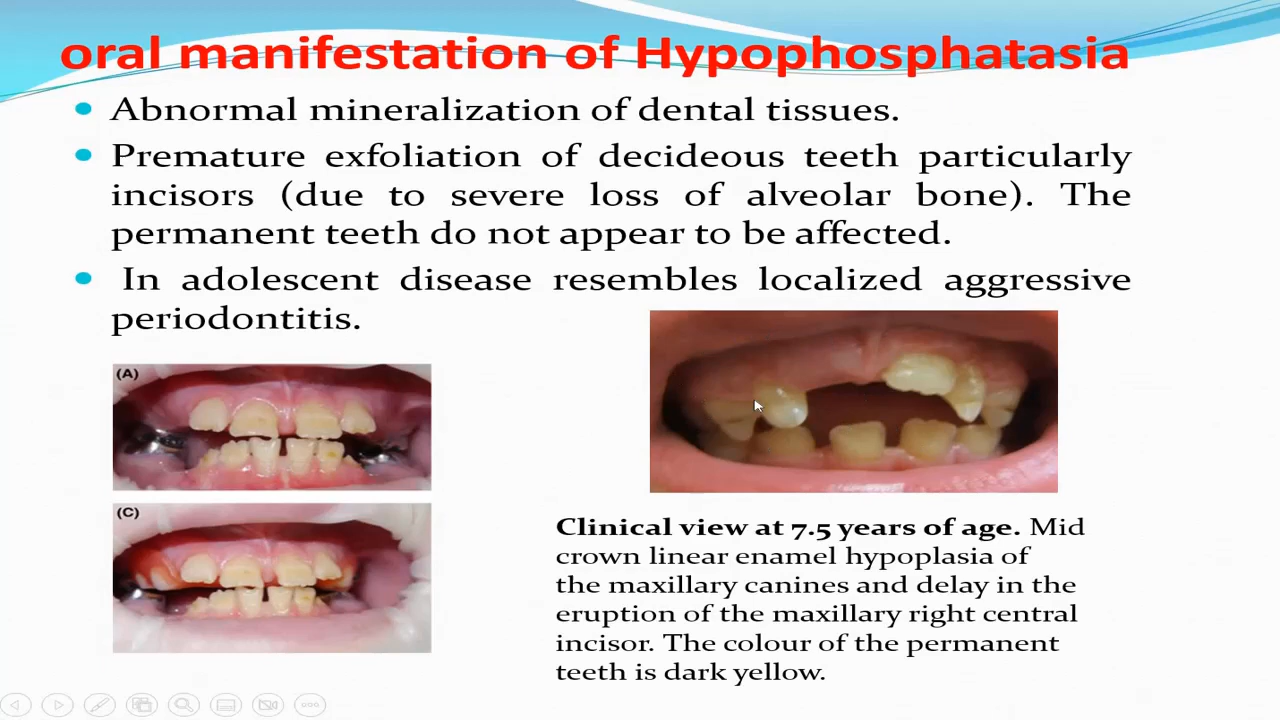 oral manifestation of Hypophosphatasia
• Abnormal mineralization of dental tissues.
• Premature exfoliation of decideous teeth particularly
incisors (due to severe loss of alveolar bone). The
permanent teeth do not appear to be affected.
• In adolescent disease resembles localized aggressive
periodontitis.
(A)
(C)
Clinical view at 7.5 years of age. Mid
crown linear enamel hypoplasia of
the maxillary canines and delay in the
eruption of the maxillary right central
incisor. The colour of the permanent
teeth is dark yellow.